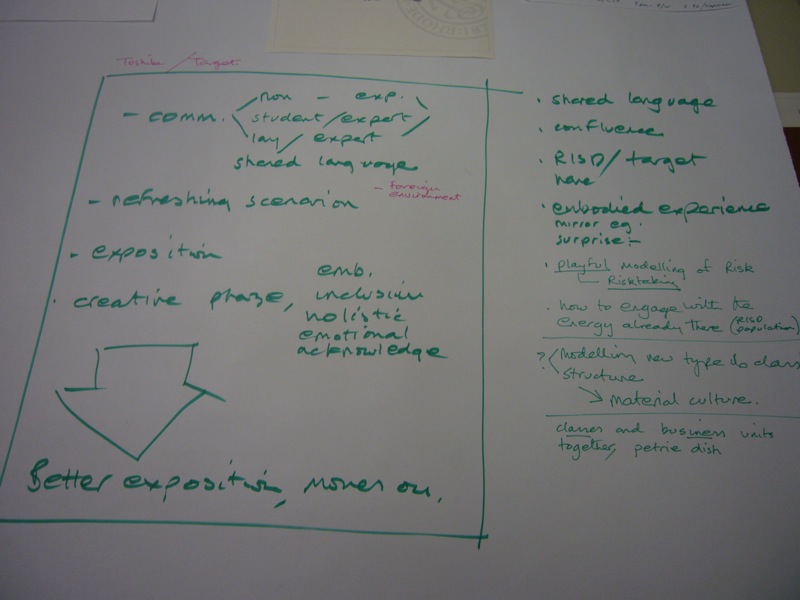 Toshiba / Target
- comm.
non - exp.
student/expert
lay/expert
shared language
- refreshing scenarion
- Foreign
environment
- exposition
· creative phaze,
emb.
inclusion
holistic
emotional
acknowledge
Better exposition, moves on.
· shared language
· confluence
· RISD/target
· embodied experience
mirror eg.
surprise!-
· playful modelling of Risk
Risktaking
· how to engage with the
energy already there (RISD
population)
? modelling new type to class
structure
material culture.
classes and business units
together, petrie dish